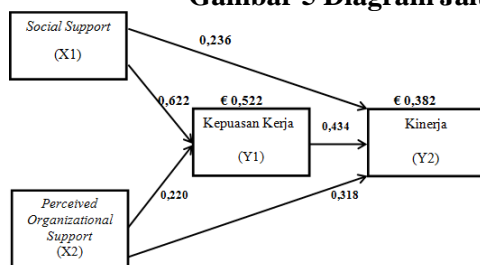 Gambar 5 Diagram Jalu
Social Support
(X1)
0,236
0,622
€ 0,522
€ 0,382
Kepuasan Kerja
(Y1)
0,434
Kinerja
(Y2)
0,220
0,318
Perceived
Organizational
Support
(X2)